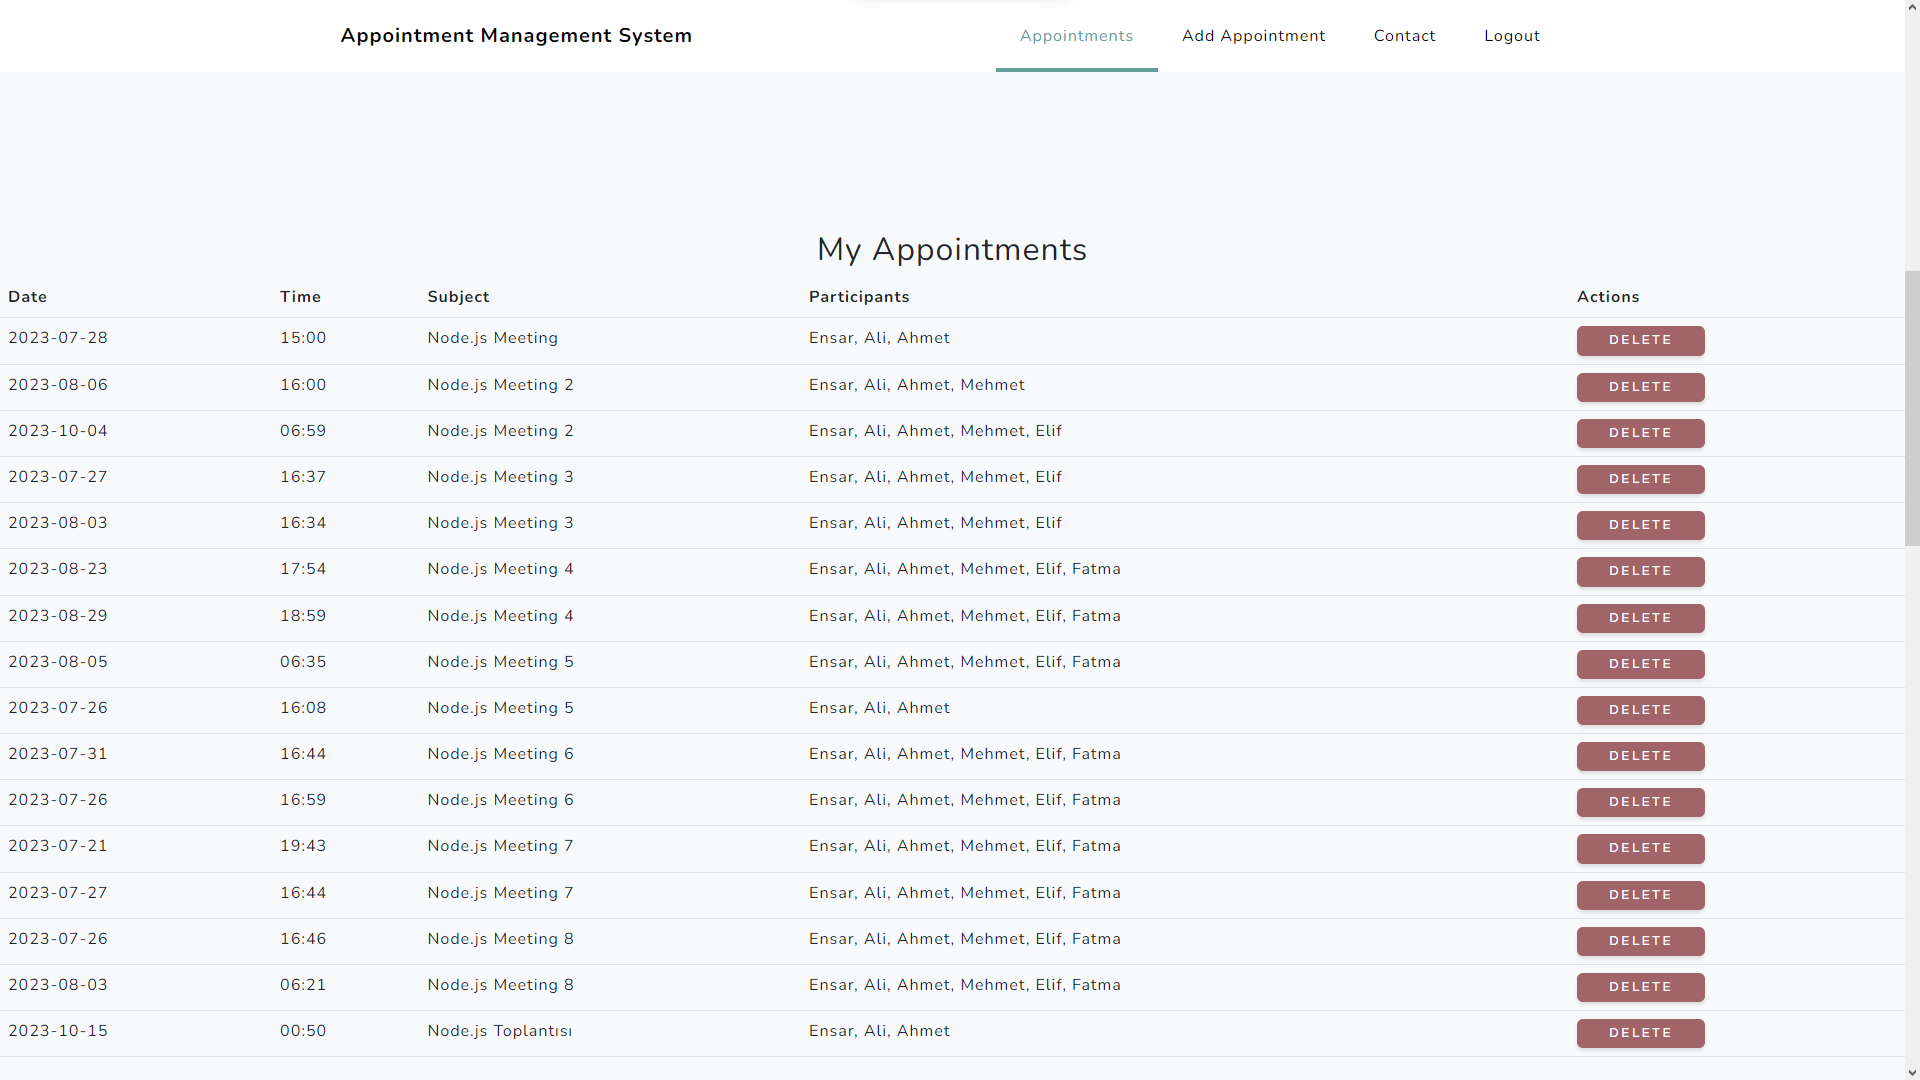 Appointment Management System Appointments Add Appointment Contact Logout
My Appointments
Date Time Subject Participants Actions
2023-07-28 15:00 Node.js Meeting Ensar, Ali, Ahmet DELETE
2023-08-06 16:00 Node.js Meeting 2 Ensar, Ali, Ahmet, Mehmet DELETE
2023-10-04 06:59 Node.js Meeting 2 Ensar, Ali, Ahmet, Mehmet, Elif DELETE
2023-07-27 16:37 Node.js Meeting 3 Ensar, Ali, Ahmet, Mehmet, Elif DELETE
2023-08-03 16:34 Node.js Meeting 3 Ensar, Ali, Ahmet, Mehmet, Elif DELETE
2023-08-23 17:54 Node.js Meeting 4 Ensar, Ali, Ahmet, Mehmet, Elif, Fatma DELETE
2023-08-29 18:59 Node.js Meeting 4 Ensar, Ali, Ahmet, Mehmet, Elif, Fatma DELETE
2023-08-05 06:35 Node.js Meeting 5 Ensar, Ali, Ahmet, Mehmet, Elif, Fatma DELETE
2023-07-26 16:08 Node.js Meeting 5 Ensar, Ali, Ahmet DELETE
2023-07-31 16:44 Node.js Meeting 6 Ensar, Ali, Ahmet, Mehmet, Elif, Fatma DELETE
2023-07-26 16:59 Node.js Meeting 6 Ensar, Ali, Ahmet, Mehmet, Elif, Fatma DELETE
2023-07-21 19:43 Node.js Meeting 7 Ensar, Ali, Ahmet, Mehmet, Elif, Fatma DELETE
2023-07-27 16:44 Node.js Meeting 7 Ensar, Ali, Ahmet, Mehmet, Elif, Fatma DELETE
2023-07-26 16:46 Node.js Meeting 8 Ensar, Ali, Ahmet, Mehmet, Elif, Fatma DELETE
2023-08-03 06:21 Node.js Meeting 8 Ensar, Ali, Ahmet, Mehmet, Elif, Fatma DELETE
2023-10-15 00:50 Node.js Toplantısı Ensar, Ali, Ahmet DELETE